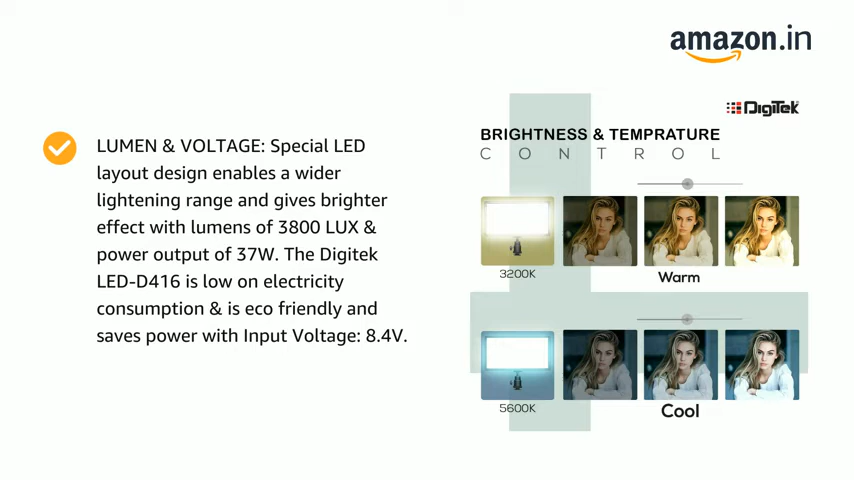 amazon.in
DigiTek
LUMEN & VOLTAGE: Special LED
layout design enables a wider
lightening range and gives brighter
effect with lumens of 3800 LUX &
power output of 37W. The Digitek
LED-D416 is low on electricity
consumption & is eco friendly and
saves power with Input Voltage: 8.4V.
BRIGHTNESS & TEMPRATURE
CONTROL
3200K
Warm
5600K
Cool